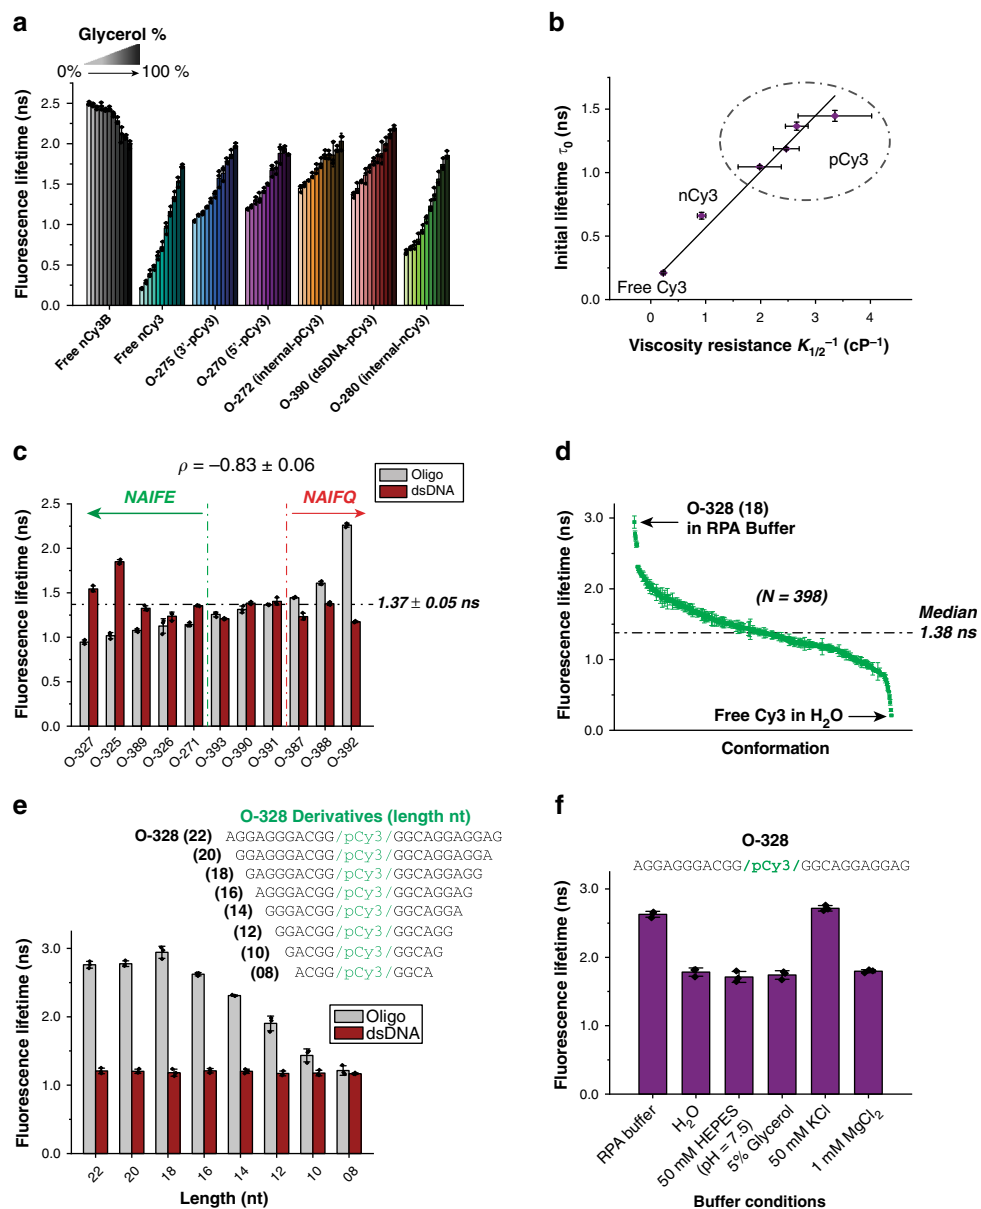 a
Glycerol %
0%
100 %
Fluorescence lifetime (ns)
2.5
2.0
1.5
1.0
0.5
0.0
Free nCy3B
Free nCy3
O-275 (3'-pCy3)
O-270 (5'-pCy3)
O-272 (internal-pCy3)
O-390 (dsDNA-pCy3)
O-280 (internal-nCy3)
b
Initial lifetime τ0 (ns)
1.5
1.0
0.5
0.0
pCy3
nCy3
Free Cy3
0 1 2 3 4
Viscosity resistance K1/2⁻¹ (cP⁻¹)
c
ρ = –0.83 ± 0.06
Oligo
dsDNA
NAIFE
NAIFQ
Fluorescence lifetime (ns)
2.5
2.0
1.5
1.0
0.5
0.0
1.37 ± 0.05 ns
O-327
O-325
O-389
O-326
O-271
O-393
O-390
O-391
O-387
O-388
O-392
d
Fluorescence lifetime (ns)
3.0
2.0
1.0
0.0
O-328 (18)
in RPA Buffer
(N = 398)
Median
1.38 ns
Free Cy3 in H2O
Conformation
e
O-328 Derivatives (length nt)
O-328 (22) AGGAGGGACGG/pCy3/GGCAGGAGGAG
(20) GGAGGGACGG/pCy3/GGCAGGAGGA
(18) GAGGGACGG/pCy3/GGCAGGAGG
(16) AGGGACGG/pCy3/GGCAGGAG
(14) GGGACGG/pCy3/GGCAGGA
(12) GGACGG/pCy3/GGCAGG
(10) GACGG/pCy3/GGCAG
(08) ACGG/pCy3/GGCA
Oligo
dsDNA
Fluorescence lifetime (ns)
3.0
2.0
1.0
0.0
22 20 18 16 14 12 10 08
Length (nt)
f
O-328
AGGAGGGACGG/pCy3/GGCAGGAGGAG
Fluorescence lifetime (ns)
3.0
2.0
1.0
0.0
RPA buffer
H2O
50 mM HEPES
(pH = 7.5)
5% Glycerol
50 mM KCl
1 mM MgCl2
Buffer conditions